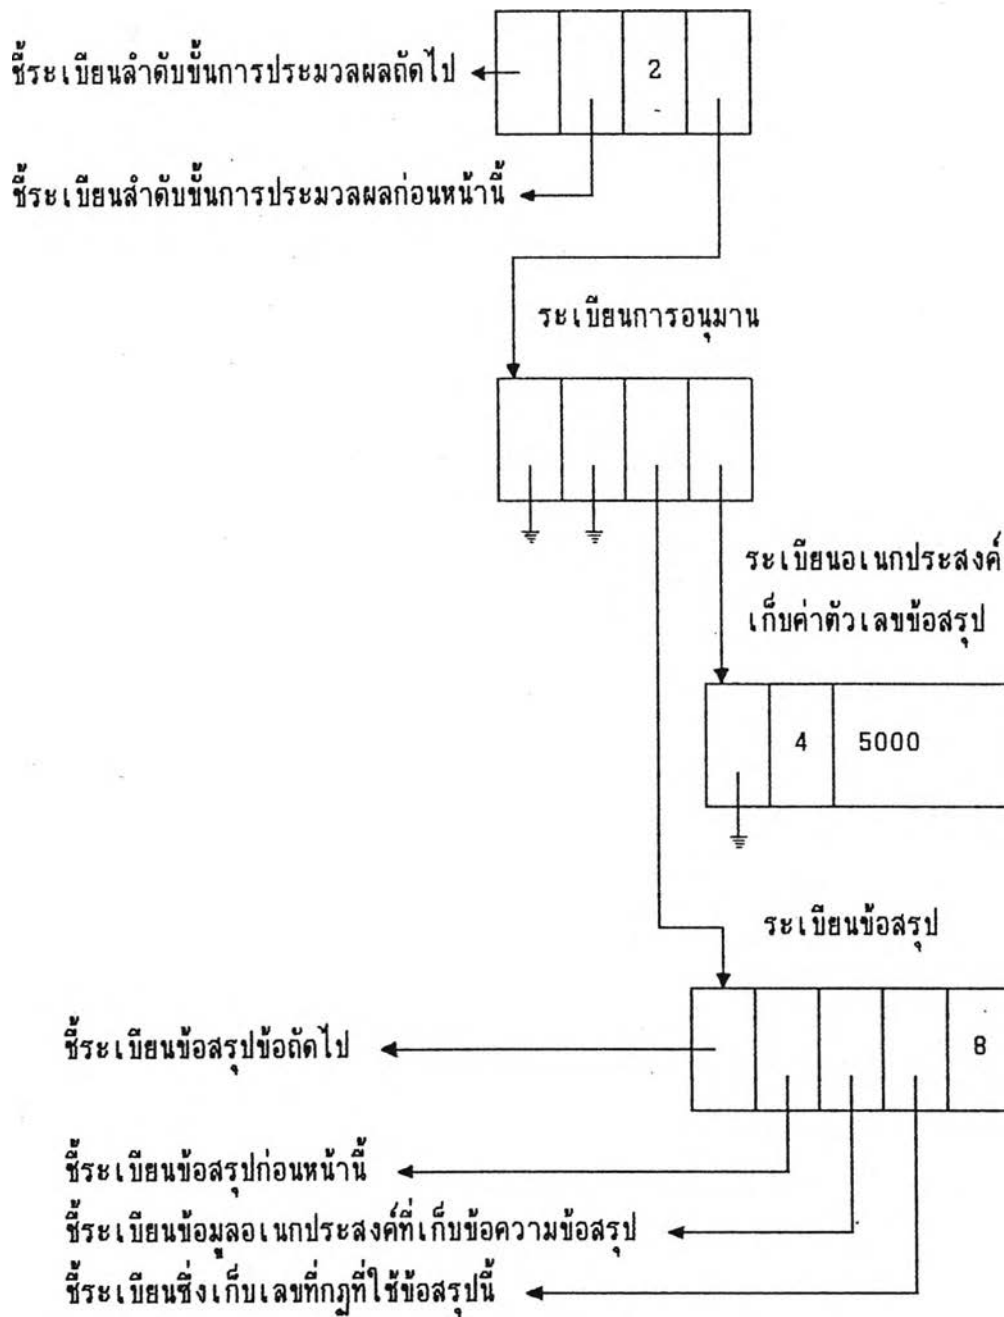 2
ชี้ระเบียนลำดับขั้นการประมวลผลถัดไป
ชี้ระเบียนลำดับขั้นการประมวลผลก่อนหน้านี้
ระเบียนการอนุมาน
ระเบียนอเนกประสงค์
เก็บค่าตัวเลขข้อสรุป
4 5000
ระเบียนข้อสรุป
8
ชี้ระเบียนข้อสรุปข้อถัดไป
ชี้ระเบียนข้อสรุปก่อนหน้านี้
ชี้ระเบียนข้อมูลอเนกประสงค์ที่เก็บข้อความข้อสรุป
ชี้ระเบียนซึ่งเก็บเลขที่กฎที่ใช้ข้อสรุปนี้